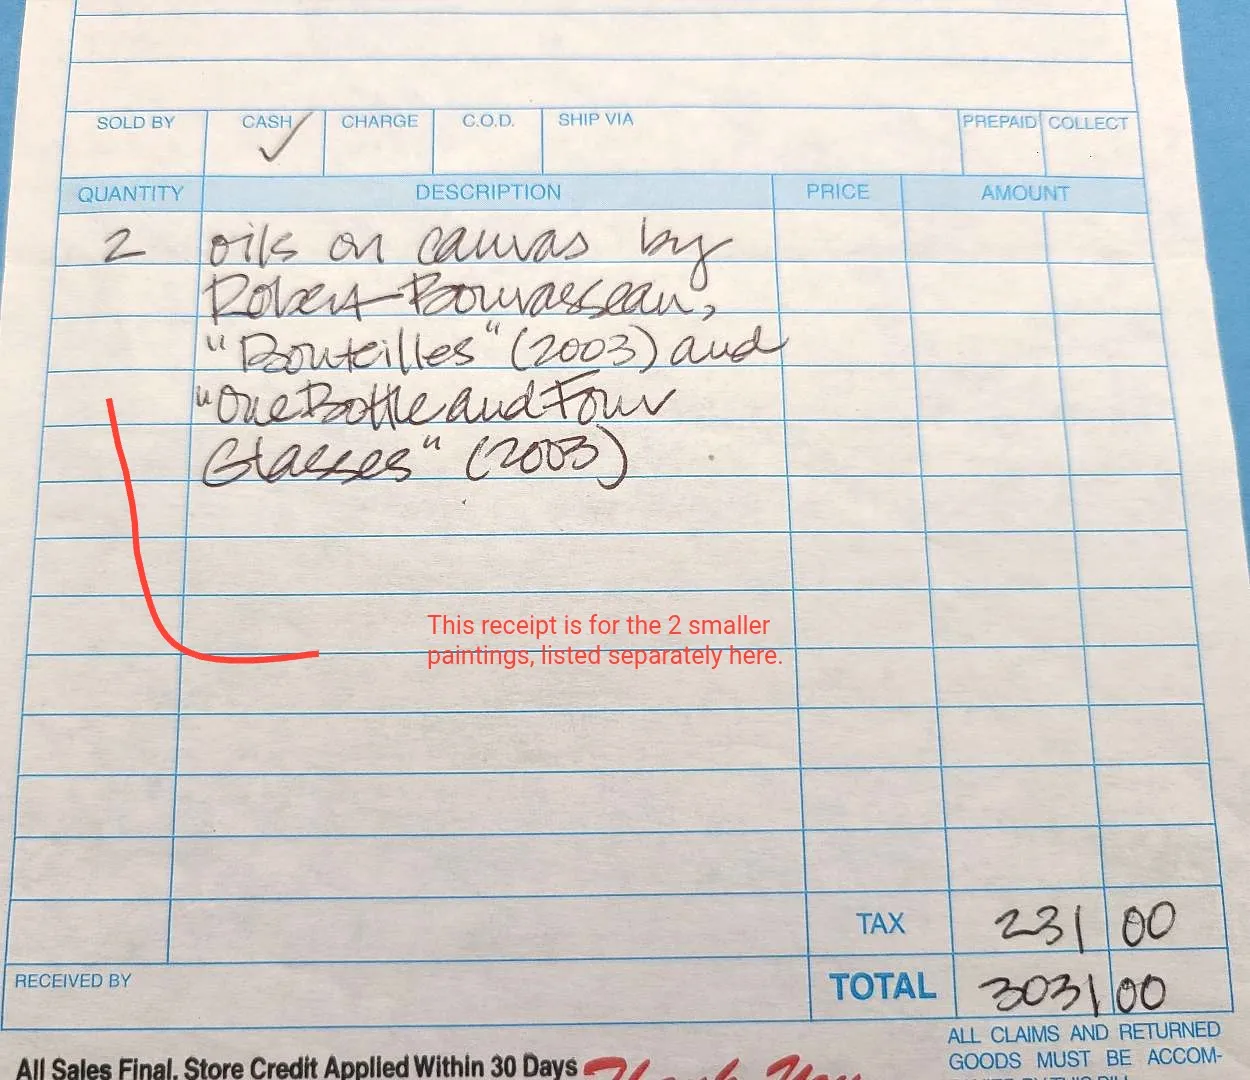 SOLD BY CASH CHARGE C.O.D. SHIP VIA PREPAID COLLECT
QUANTITY DESCRIPTION PRICE AMOUNT
2 oils on canvas by
Robert Bourasseau,
"Bouteilles" (2003) and
"One Bottle and Four
Glasses" (2003)
This receipt is for the 2 smaller
paintings, listed separately here.
TAX 231 00
RECEIVED BY TOTAL 3031 00
All Sales Final. Store Credit Applied Within 30 Days
Thank You
ALL CLAIMS AND RETURNED
GOODS MUST BE ACCOM-